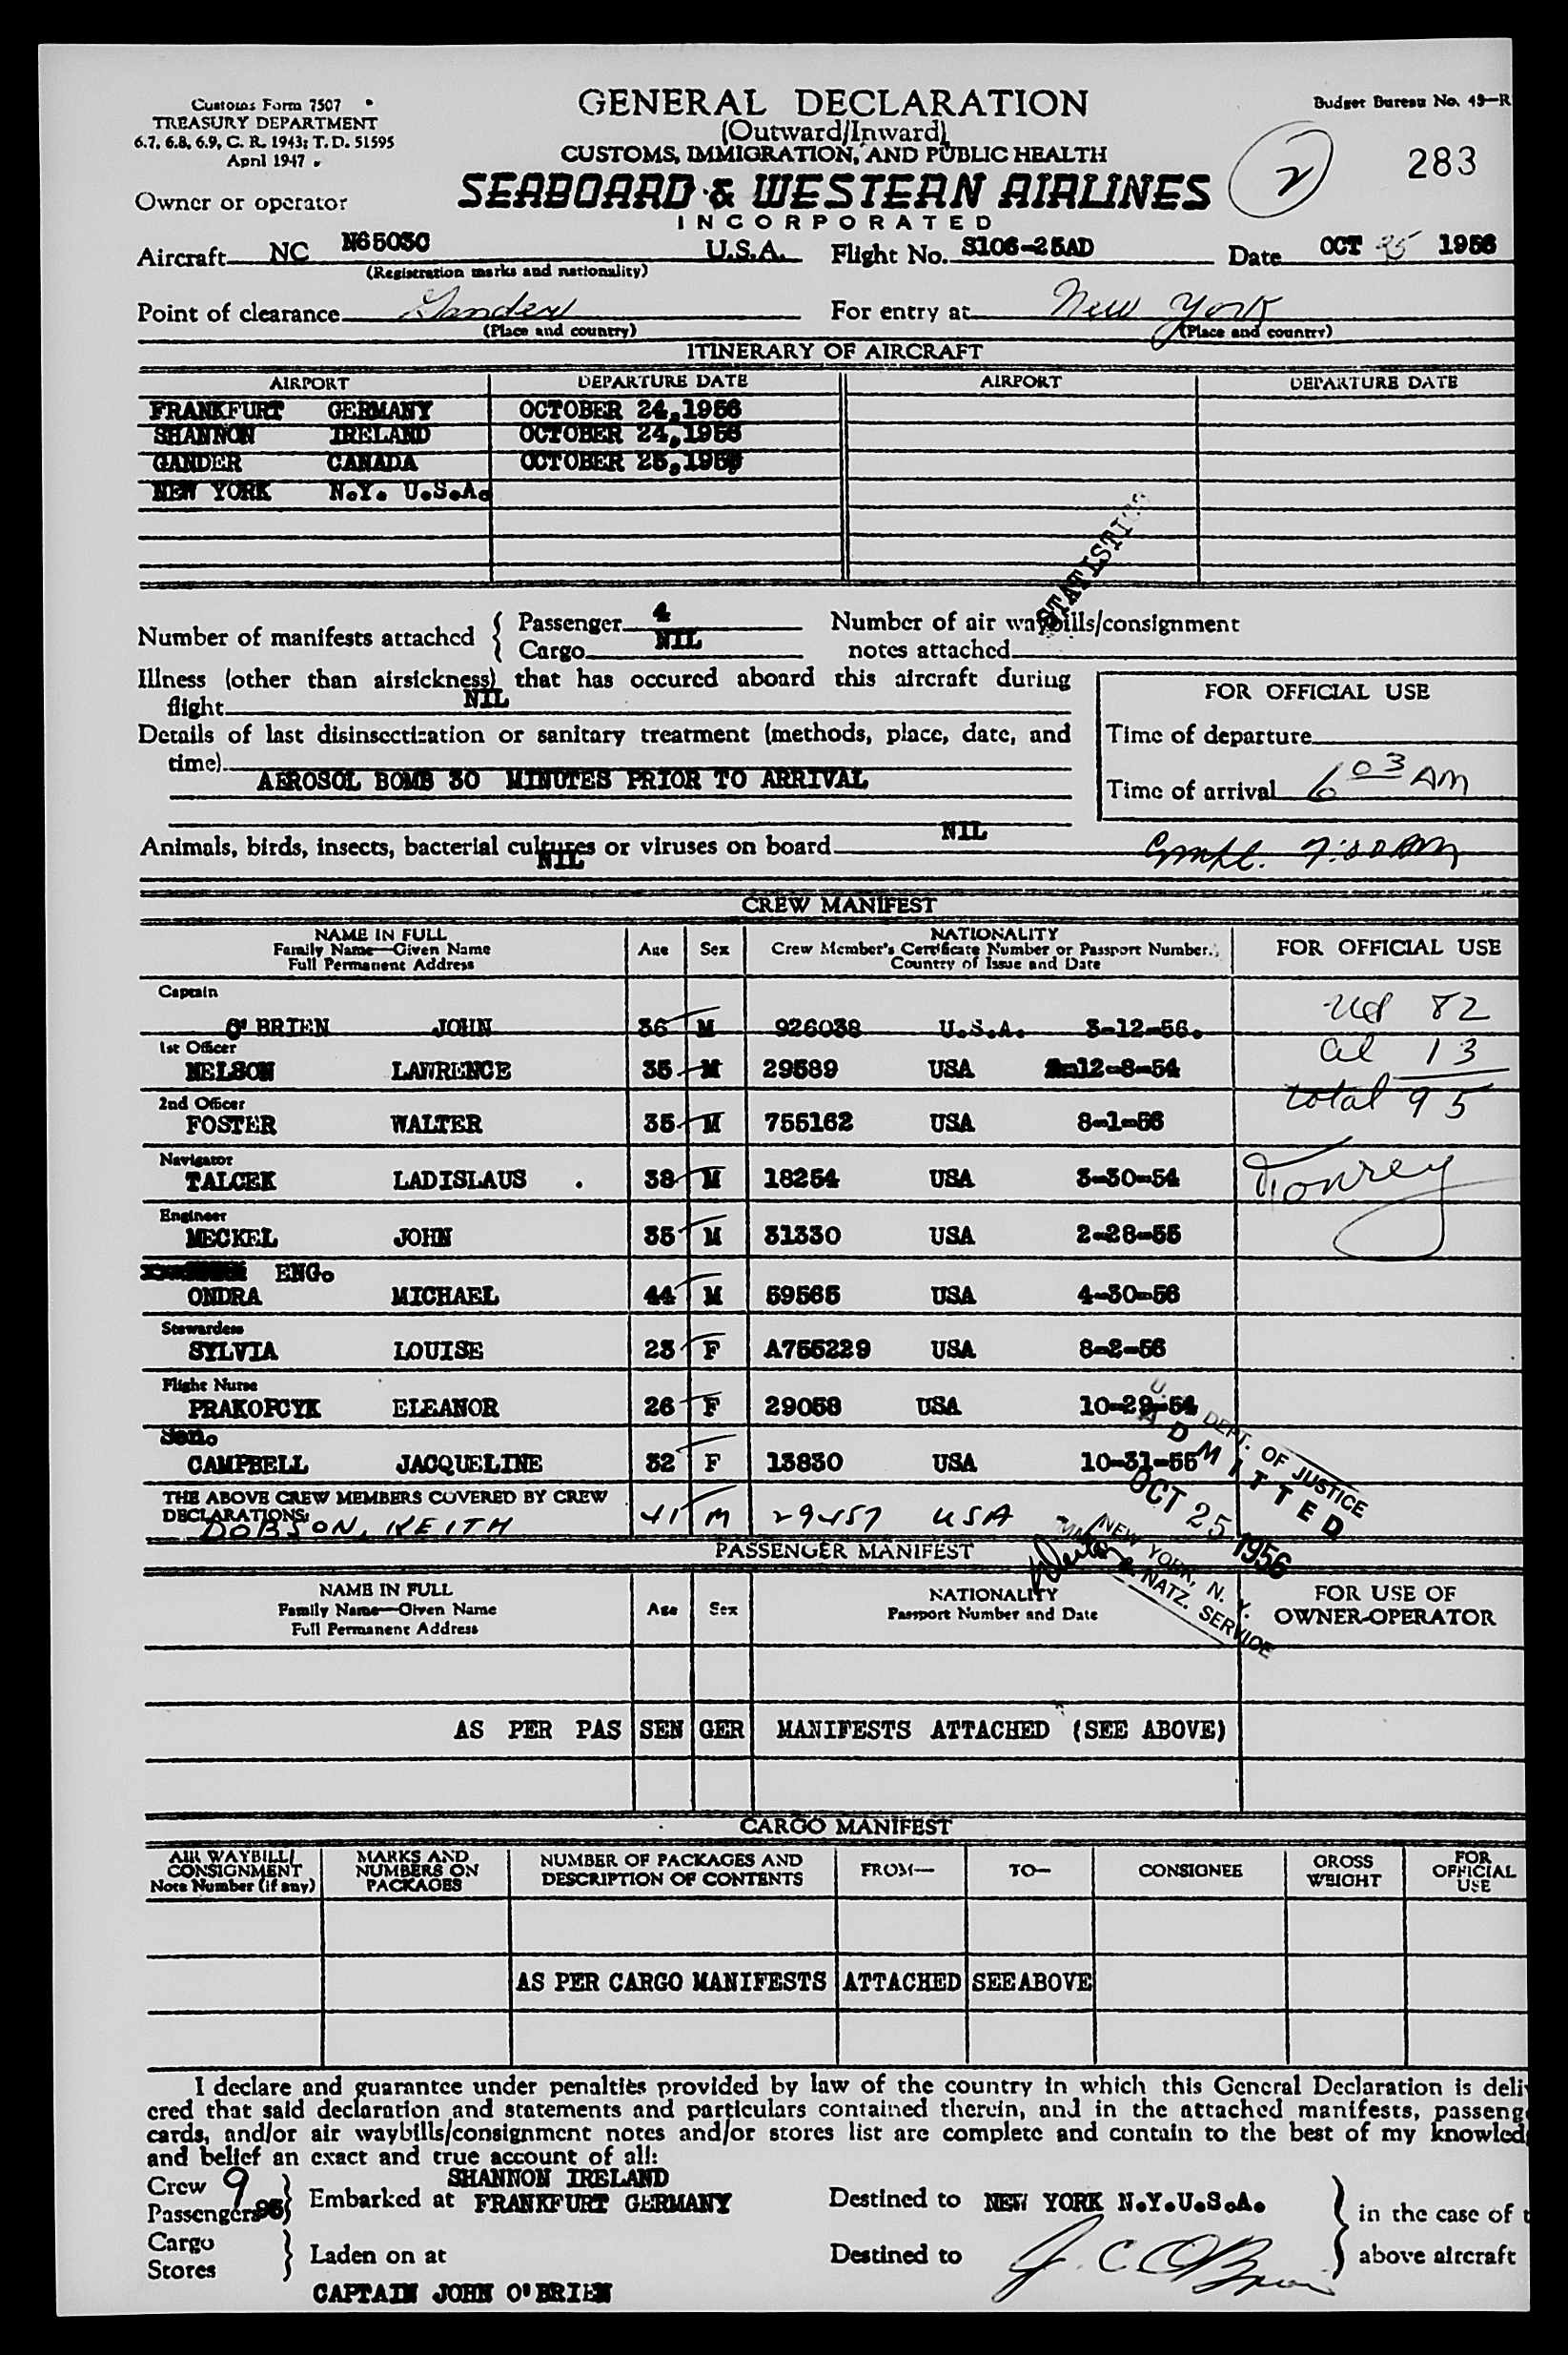 Customs Form 7507
TREASURY DEPARTMENT
6.7, 6.8, 6.9, C. R. 1943; T. D. 51595
April 1947
GENERAL DECLARATION
(Outward/Inward)
CUSTOMS, IMMIGRATION, AND PUBLIC HEALTH
Budget Bureau No. 49—R
2
283
Owner or operator
SEABOARD & WESTERN AIRLINES
INCORPORATED
Aircraft NC N6503C U.S.A. Flight No. S106-25AD Date OCT 25 1956
(Registration marks and nationality)
Point of clearance Gander For entry at New York
(Place and country) (Place and country)
ITINERARY OF AIRCRAFT
AIRPORT DEPARTURE DATE AIRPORT DEPARTURE DATE
FRANKFURT GERMANY OCTOBER 24,1956
SHANNON IRELAND OCTOBER 24,1956
GANDER CANADA OCTOBER 25,1956
NEW YORK N.Y. U.S.A.
Number of manifests attached
Passenger 4
Cargo NIL
Number of air waybills/consignment
notes attached
Illness (other than airsickness) that has occured aboard this aircraft during
flight NIL
Details of last disinsectization or sanitary treatment (methods, place, date, and
time)
AEROSOL BOMB 30 MINUTES PRIOR TO ARRIVAL
FOR OFFICIAL USE
Time of departure
Time of arrival 6 03 AM
Animals, birds, insects, bacterial cultures or viruses on board NIL
NIL
Compl. 7:50 AM
CREW MANIFEST
NAME IN FULL
Family Name—Given Name
Full Permanent Address
Age Sex
NATIONALITY
Crew Member's Certificate Number or Passport Number.
Country of Issue and Date
FOR OFFICIAL USE
Captain
O'BRIEN JOHN 36 M 926038 U.S.A. 3-12-56.
US 82
1st Officer
NELSON LAWRENCE 35 M 29589 USA 12-8-54
al 13
total 95
2nd Officer
FOSTER WALTER 35 M 755162 USA 8-1-56
Navigator
TALCEK LADISLAUS . 38 M 18254 USA 3-30-54
Engineer
MECKEL JOHN 35 M 31330 USA 2-28-55
ENG.
ONDRA MICHAEL 44 M 59565 USA 4-30-56
Stewardess
SYLVIA LOUISE 23 F A755229 USA 8-2-56
Flight Nurse
PRAKOPCYK ELEANOR 26 F 29058 USA 10-29-54
CAMPBELL JACQUELINE 32 F 13830 USA 10-31-55
THE ABOVE CREW MEMBERS COVERED BY CREW
DECLARATIONS:
DOBSON, KEITH 41 M 29457 USA
U. DEPT. OF JUSTICE
ADMITTED
OCT 25 1956
NEW YORK, N. Y.
& NATZ. SERVICE
PASSENGER MANIFEST
NAME IN FULL
Family Name—Given Name
Full Permanent Address
Age Sex
NATIONALITY
Passport Number and Date
FOR USE OF
OWNER-OPERATOR
AS PER PASSENGER MANIFESTS ATTACHED (SEE ABOVE)
CARGO MANIFEST
AIR WAYBILL/
CONSIGNMENT
Note Number (if any)
MARKS AND
NUMBERS ON
PACKAGES
NUMBER OF PACKAGES AND
DESCRIPTION OF CONTENTS
FROM—
TO—
CONSIGNEE
GROSS
WEIGHT
FOR
OFFICIAL
USE
AS PER CARGO MANIFESTS ATTACHED SEE ABOVE
I declare and guarantee under penalties provided by law of the country in which this General Declaration is deliv
ered that said declaration and statements and particulars contained therein, and in the attached manifests, passeng
cards, and/or air waybills/consignment notes and/or stores list are complete and contain to the best of my knowled
and belief an exact and true account of all:
SHANNON IRELAND
Crew 9
Passengers 95
Embarked at FRANKFURT GERMANY Destined to NEW YORK N.Y.U.S.A.
in the case of t
Cargo
Stores
Laden on at Destined to
above aircraft
J. C. O'Brien
CAPTAIN JOHN O'BRIEN